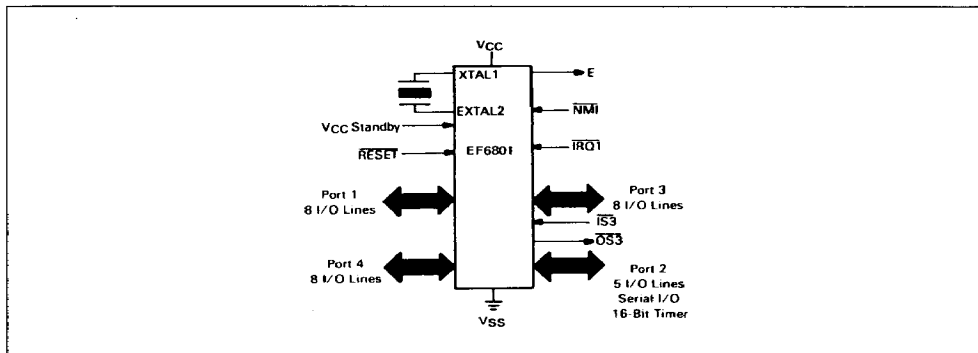 VCC
XTAL1
E
EXTAL2
NMI
VCC Standby
RESET
EF6801
IRQ1
Port 1
8 I/O Lines
Port 3
8 I/O Lines
IS3
OS3
Port 4
8 I/O Lines
Port 2
5 I/O Lines
Serial I/O
16-Bit Timer
VSS